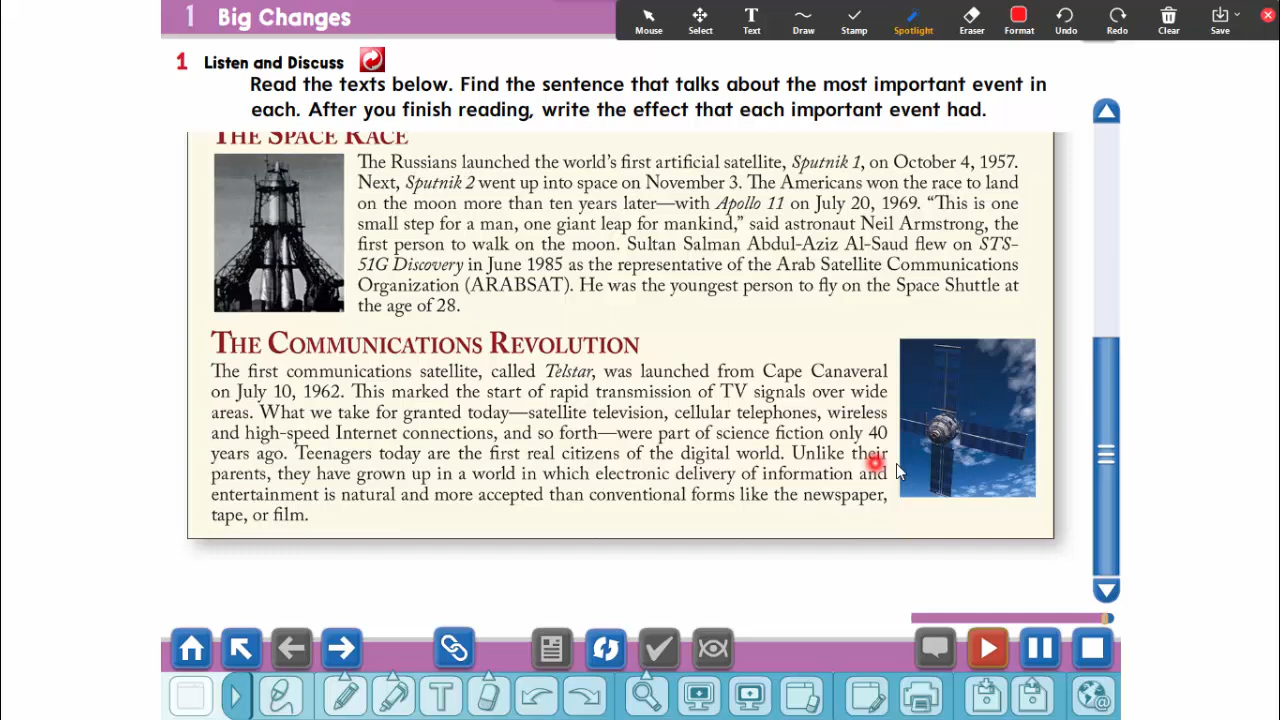 1 Big Changes
Mouse Select Text Draw Stamp Spotlight Eraser Format Undo Redo Clear Save
1 Listen and Discuss
Read the texts below. Find the sentence that talks about the most important event in
each. After you finish reading, write the effect that each important event had.
THE SPACE RACE
The Russians launched the world's first artificial satellite, Sputnik 1, on October 4, 1957.
Next, Sputnik 2 went up into space on November 3. The Americans won the race to land
on the moon more than ten years later—with Apollo 11 on July 20, 1969. “This is one
small step for a man, one giant leap for mankind,” said astronaut Neil Armstrong, the
first person to walk on the moon. Sultan Salman Abdul-Aziz Al-Saud flew on STS-
51G Discovery in June 1985 as the representative of the Arab Satellite Communications
Organization (ARABSAT). He was the youngest person to fly on the Space Shuttle at
the age of 28.
THE COMMUNICATIONS REVOLUTION
The first communications satellite, called Telstar, was launched from Cape Canaveral
on July 10, 1962. This marked the start of rapid transmission of TV signals over wide
areas. What we take for granted today—satellite television, cellular telephones, wireless
and high-speed Internet connections, and so forth—were part of science fiction only 40
years ago. Teenagers today are the first real citizens of the digital world. Unlike their
parents, they have grown up in a world in which electronic delivery of information and
entertainment is natural and more accepted than conventional forms like the newspaper,
tape, or film.